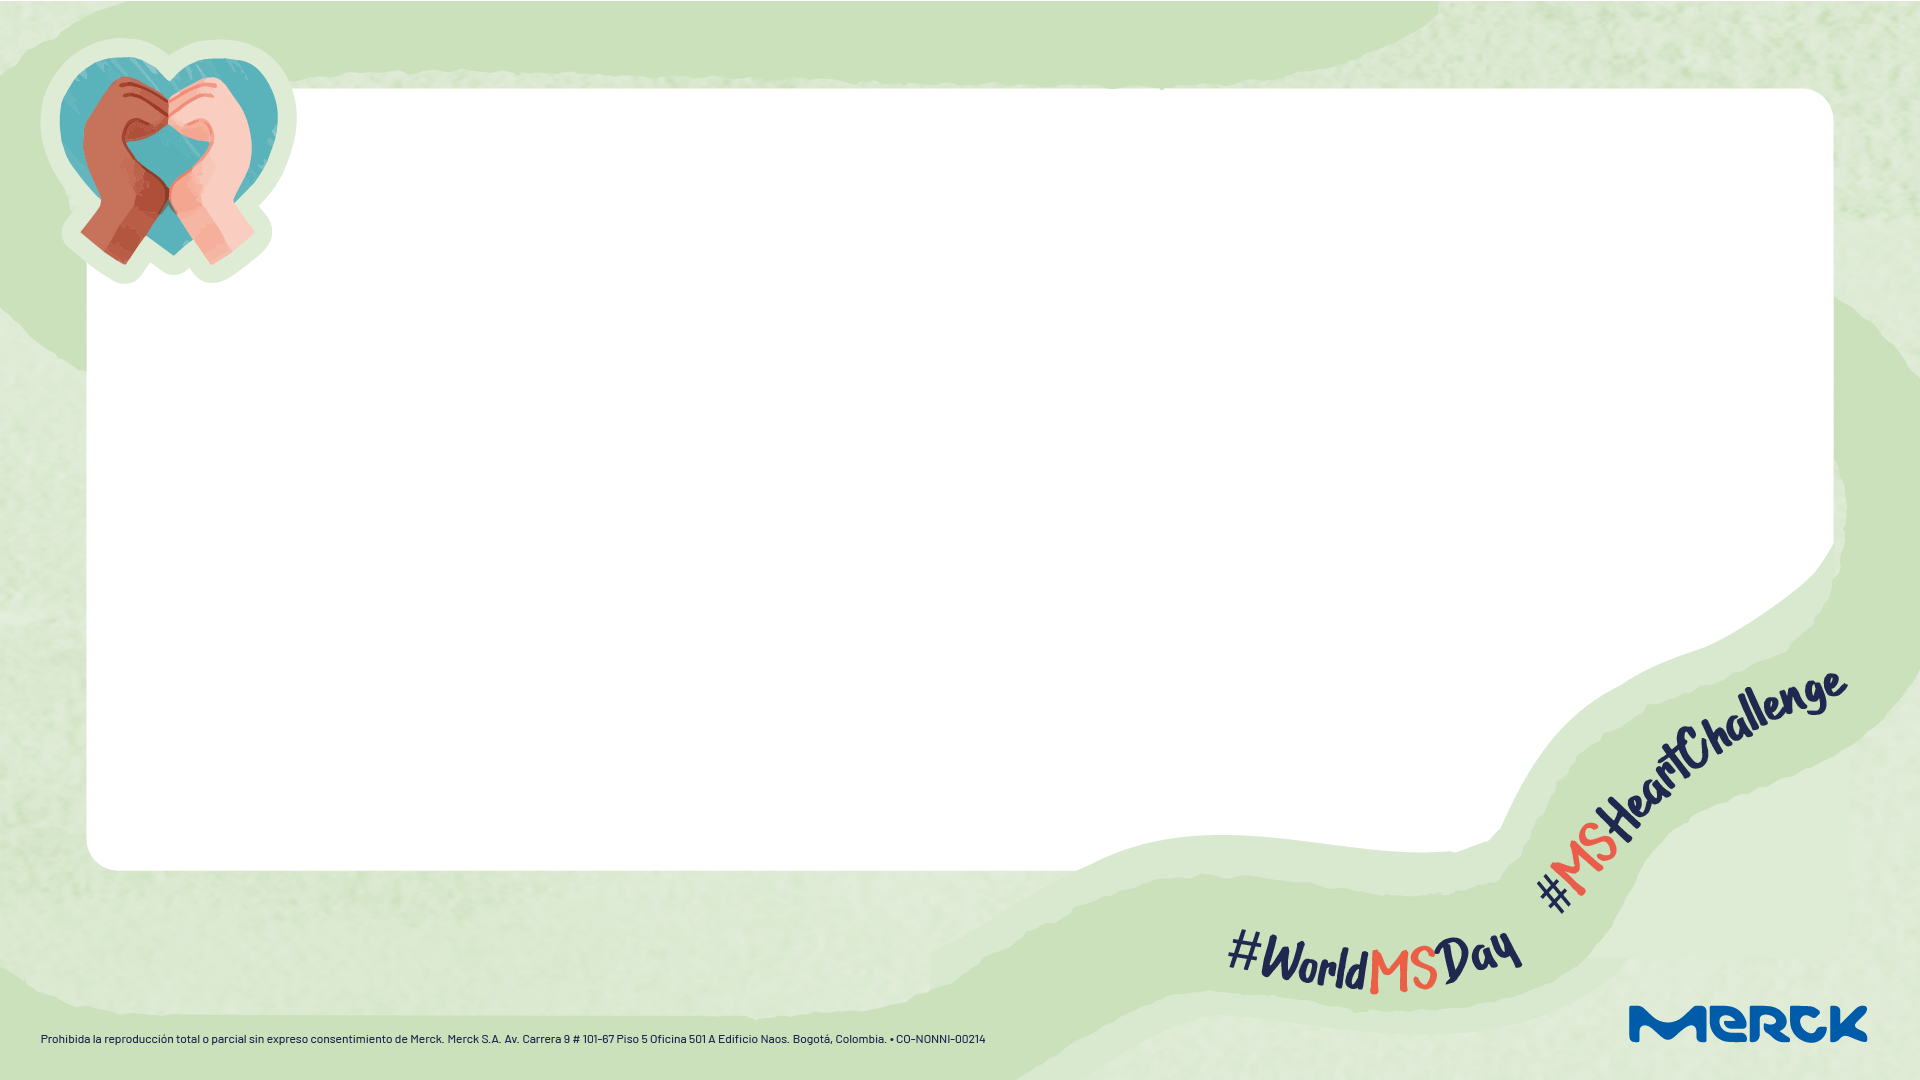 #MSHeartChallenge
#WorldMSDay
MERCK
Prohibida la reproducción total o parcial sin expreso consentimiento de Merck. Merck S.A. Av. Carrera 9 # 101-67 Piso 5 Oficina 501 A Edificio Naos. Bogotá, Colombia. • CO-NONNI-00214